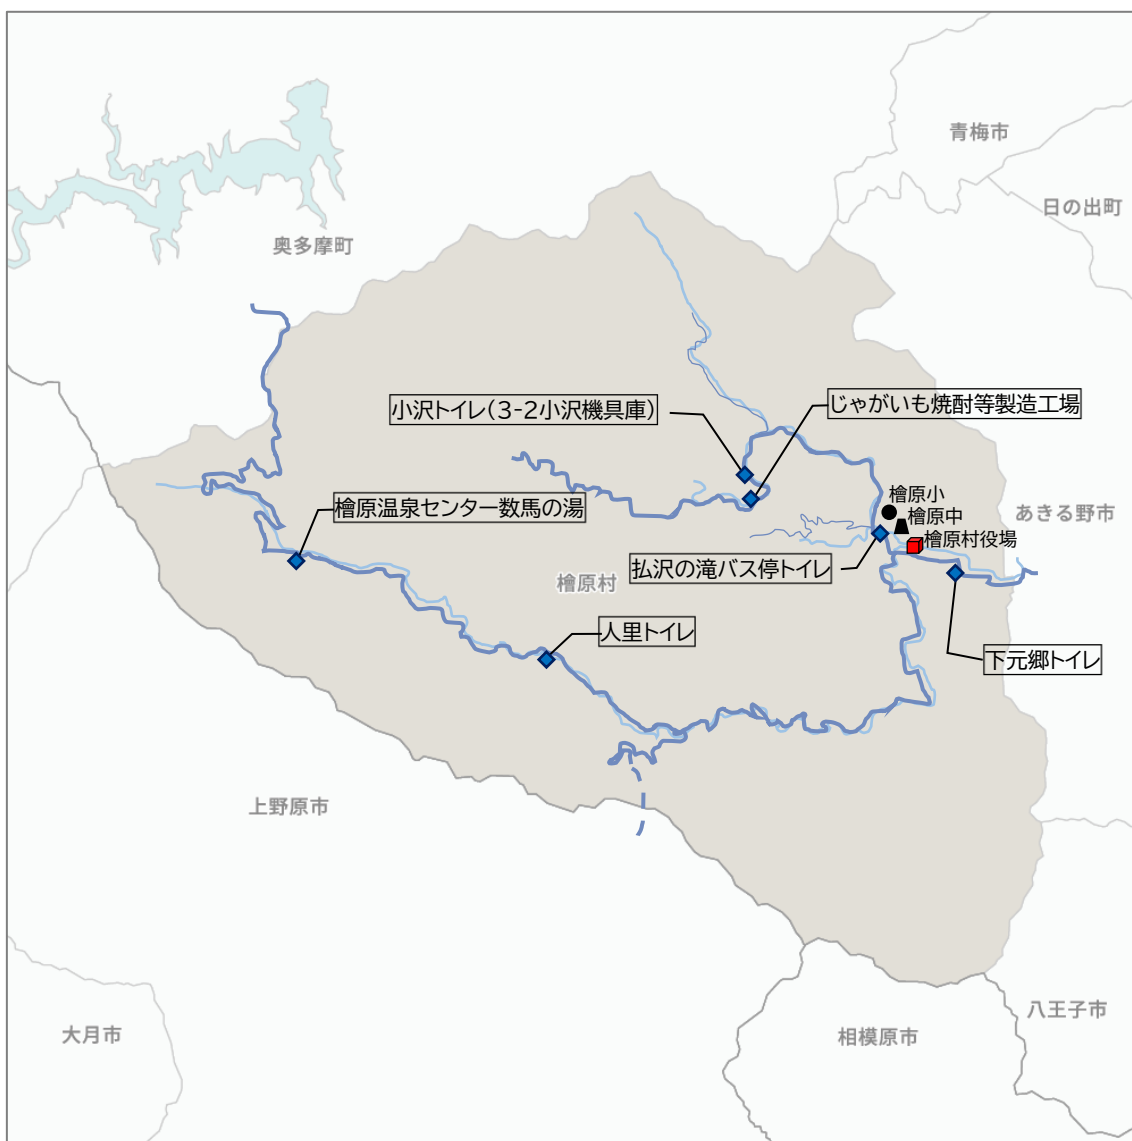 青梅市
日の出町
奥多摩町
小沢トイレ(3-2小沢機具庫)
じゃがいも焼酎等製造工場
檜原温泉センター数馬の湯
檜原小
檜原中
あきる野市
檜原村役場
払沢の滝バス停トイレ
檜原村
人里トイレ
下元郷トイレ
上野原市
八王子市
大月市
相模原市